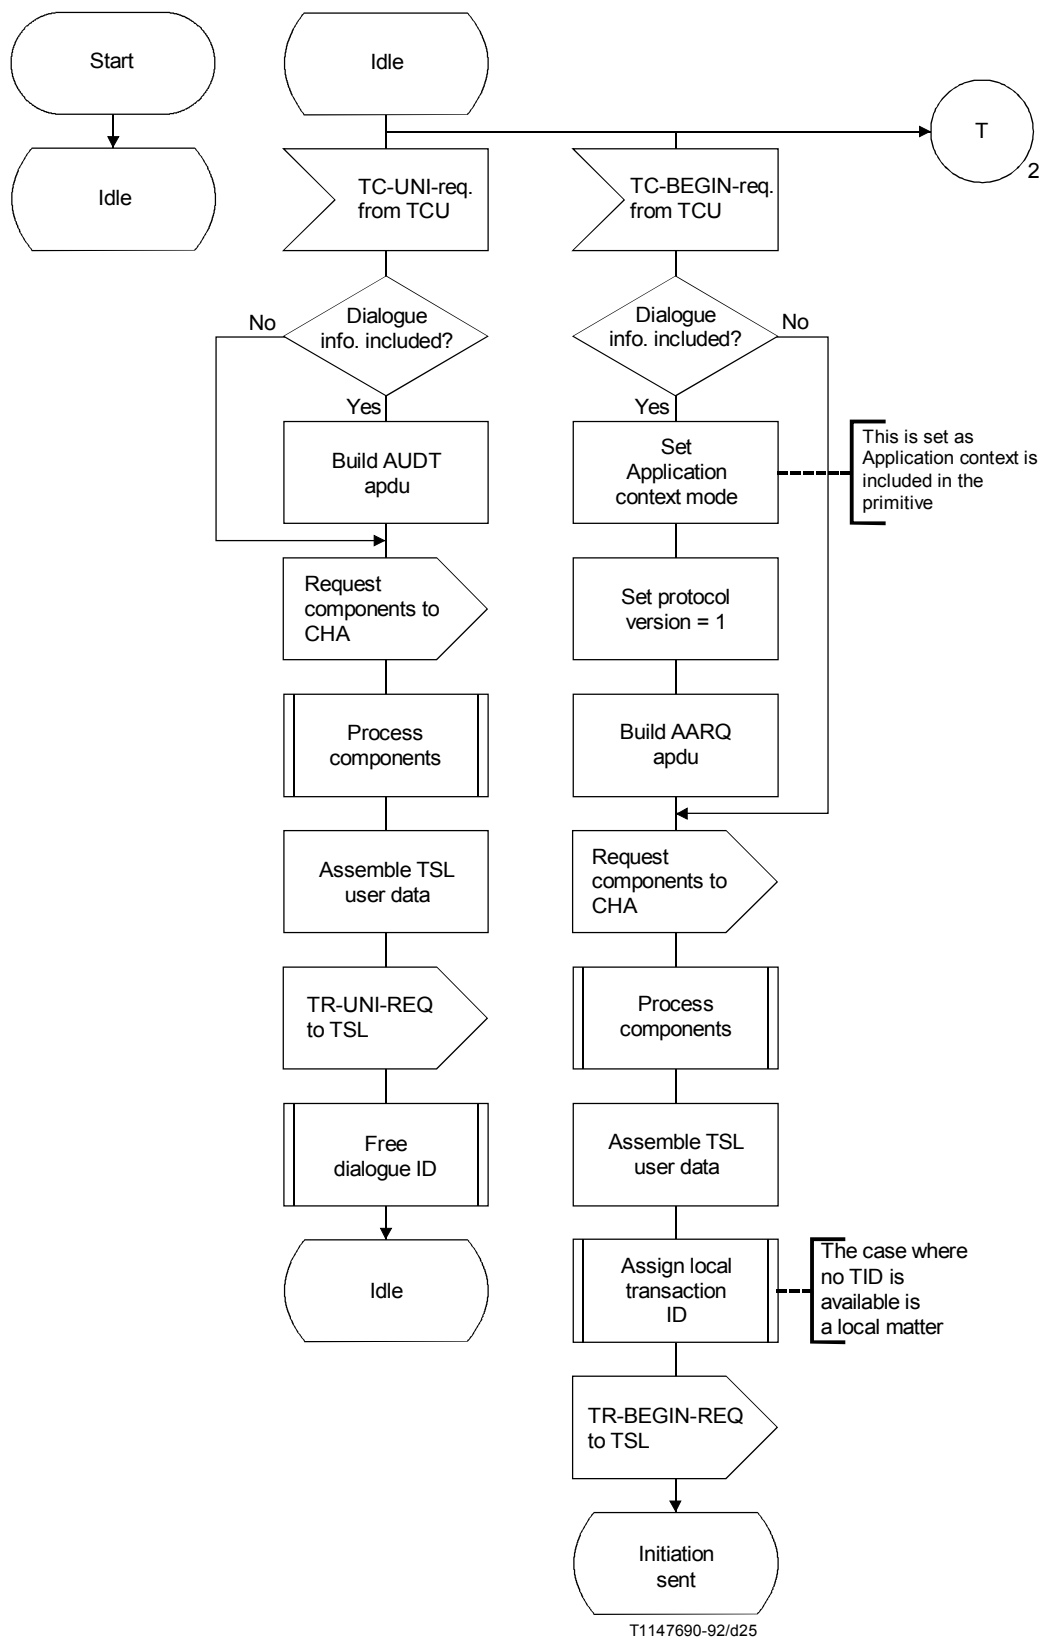 Start
Idle
Idle
T
2
TC-UNI-req.
from TCU
Dialogue
info. included?
No
Yes
Build AUDT
apdu
Request
components to
CHA
Process
components
Assemble TSL
user data
TR-UNI-REQ
to TSL
Free
dialogue ID
Idle
TC-BEGIN-req.
from TCU
Dialogue
info. included?
No
Yes
Set
Application
context mode
This is set as
Application context is
included in the
primitive
Set protocol
version = 1
Build AARQ
apdu
Request
components to
CHA
Process
components
Assemble TSL
user data
Assign local
transaction
ID
The case where
no TID is
available is
a local matter
TR-BEGIN-REQ
to TSL
Initiation
sent
T1147690-92/d25